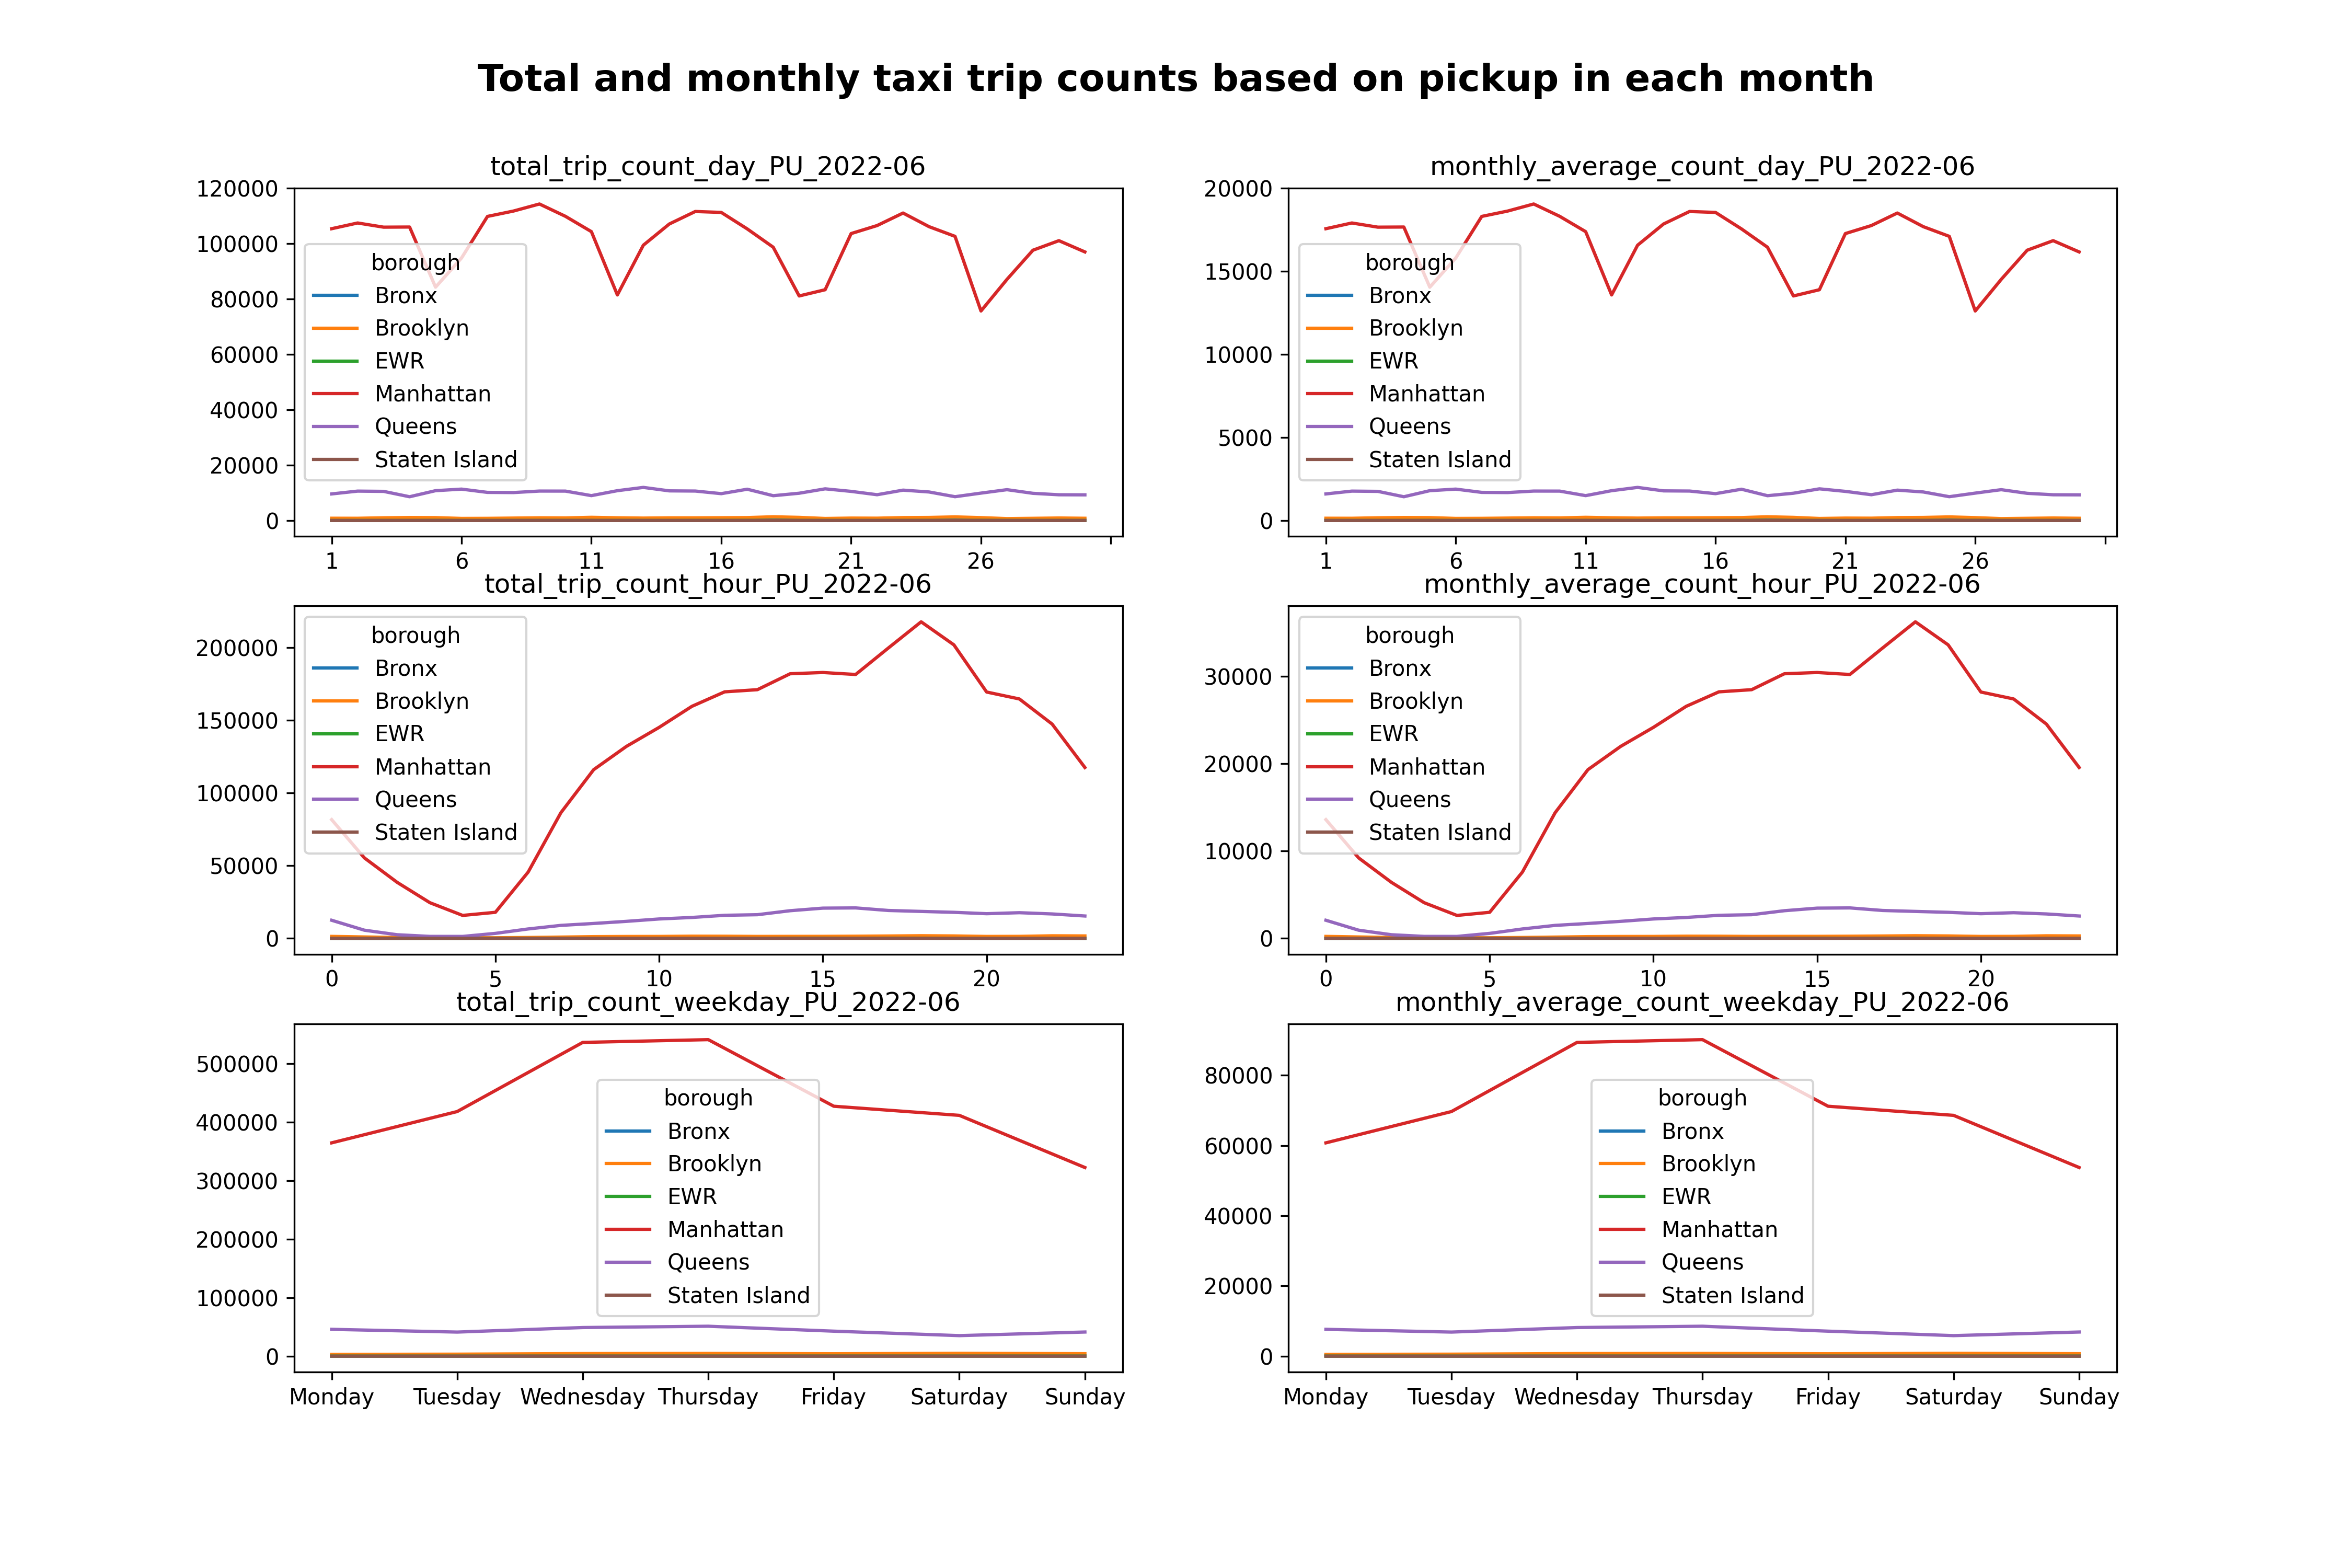 Total and monthly taxi trip counts based on pickup in each month
total_trip_count_day_PU_2022-06
120000
100000
80000
60000
40000
20000
0
borough
Bronx
Brooklyn
EWR
Manhattan
Queens
Staten Island
1 6 11 16 21 26
monthly_average_count_day_PU_2022-06
20000
15000
10000
5000
0
borough
Bronx
Brooklyn
EWR
Manhattan
Queens
Staten Island
1 6 11 16 21 26
total_trip_count_hour_PU_2022-06
200000
150000
100000
50000
0
borough
Bronx
Brooklyn
EWR
Manhattan
Queens
Staten Island
0 5 10 15 20
monthly_average_count_hour_PU_2022-06
30000
20000
10000
0
borough
Bronx
Brooklyn
EWR
Manhattan
Queens
Staten Island
0 5 10 15 20
total_trip_count_weekday_PU_2022-06
500000
400000
300000
200000
100000
0
borough
Bronx
Brooklyn
EWR
Manhattan
Queens
Staten Island
Monday Tuesday Wednesday Thursday Friday Saturday Sunday
monthly_average_count_weekday_PU_2022-06
80000
60000
40000
20000
0
borough
Bronx
Brooklyn
EWR
Manhattan
Queens
Staten Island
Monday Tuesday Wednesday Thursday Friday Saturday Sunday